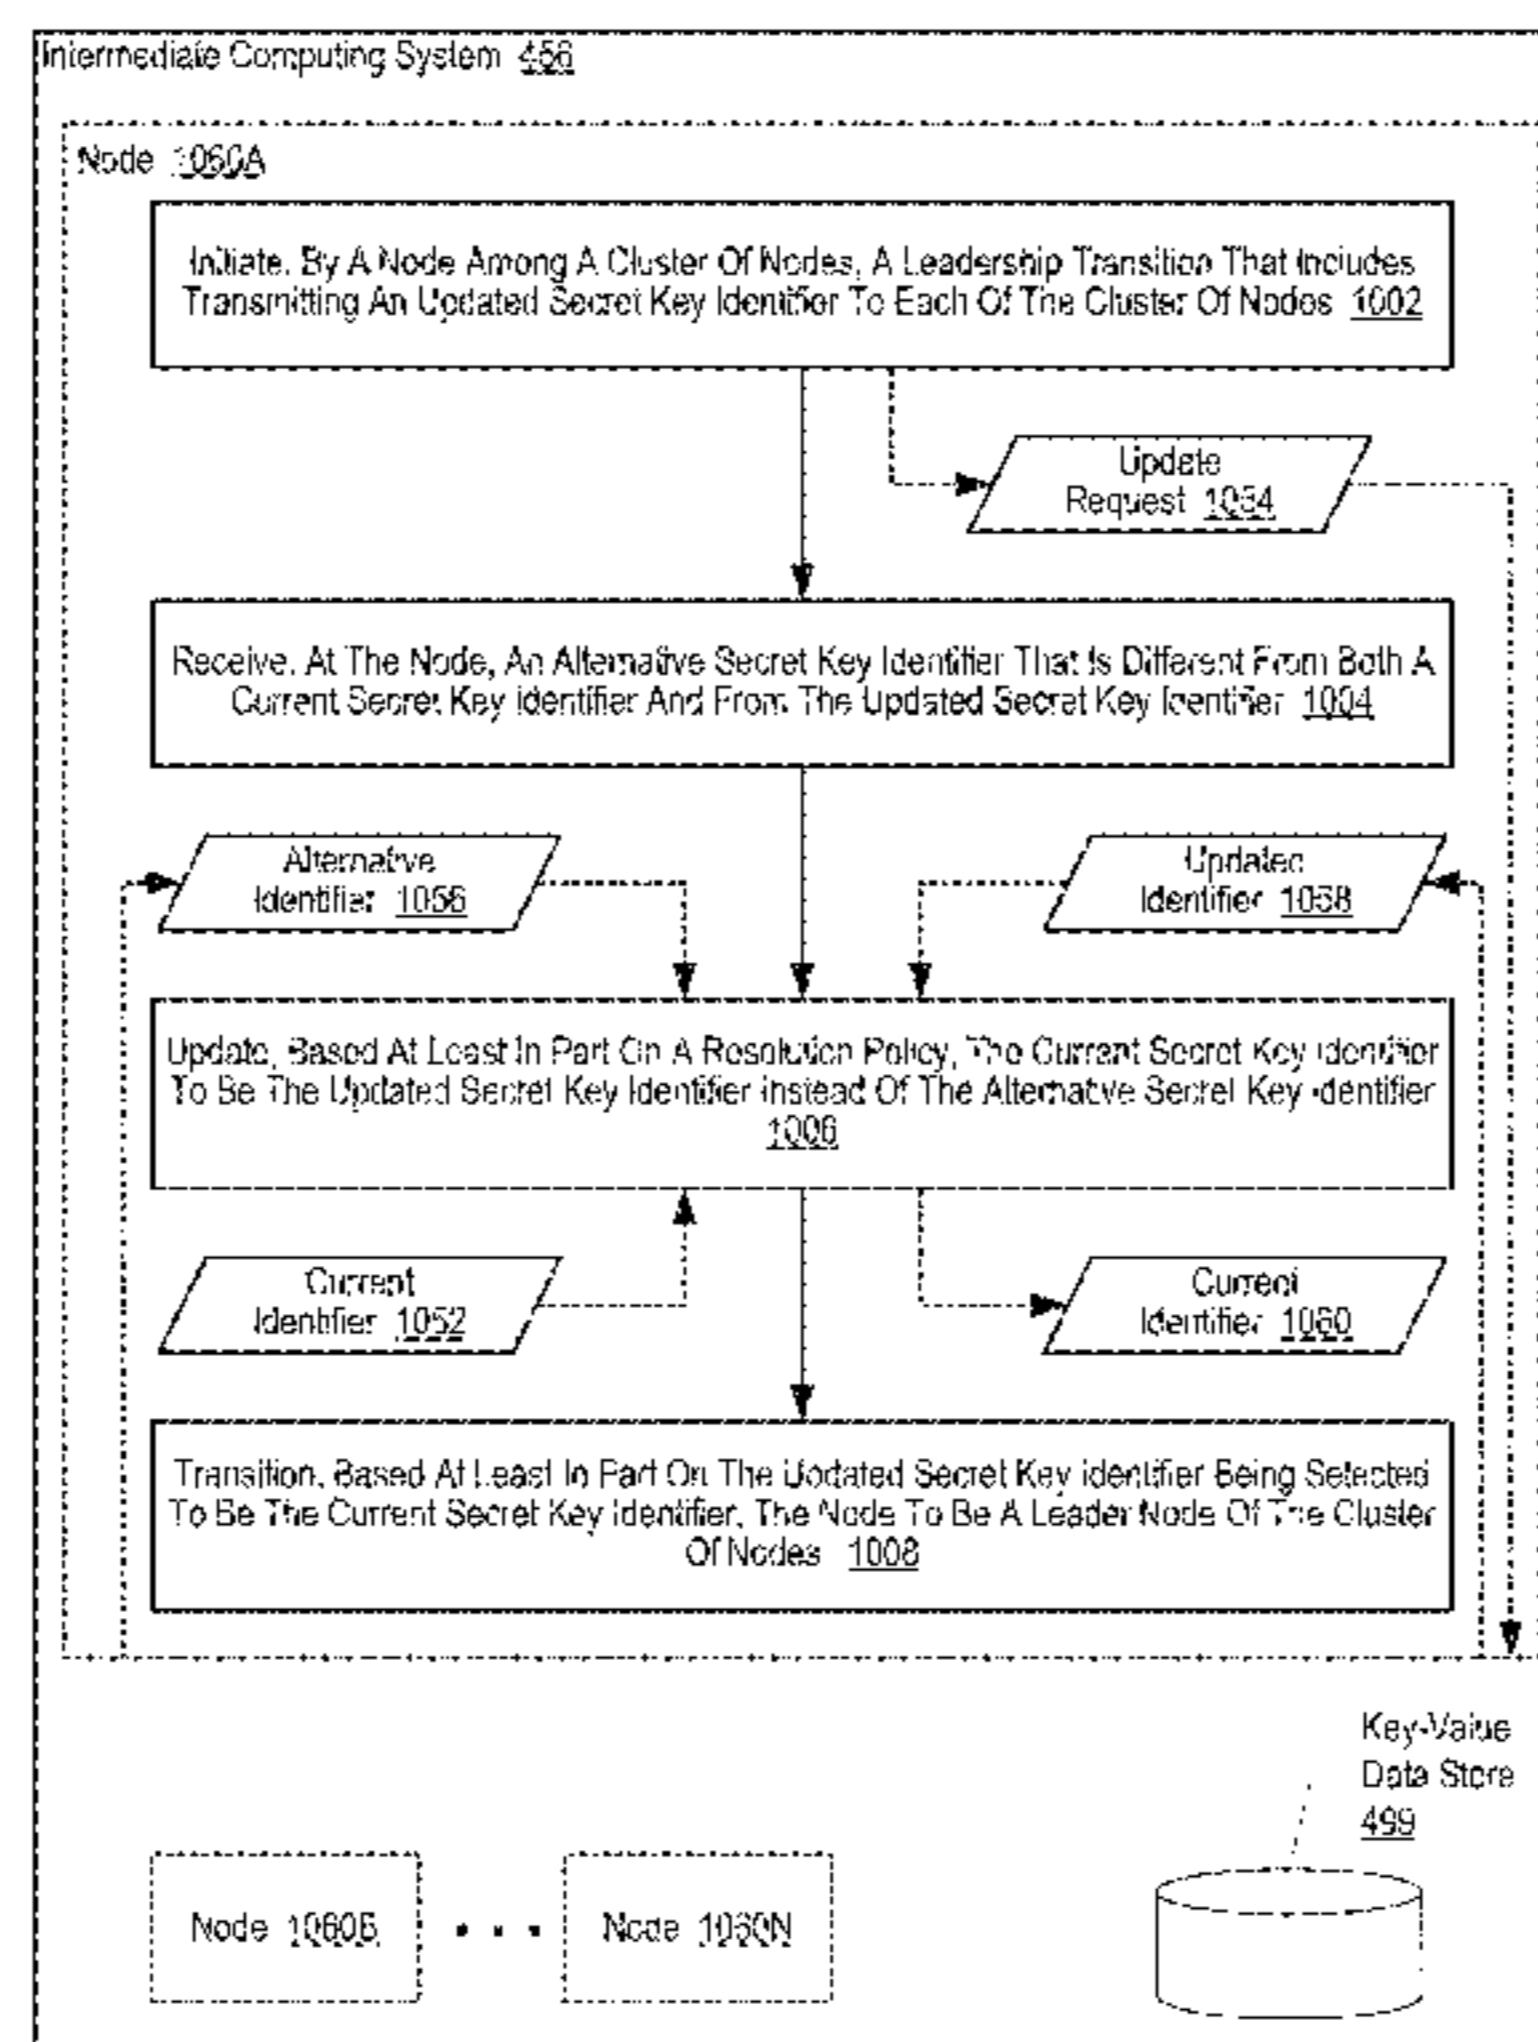 Intermediate Computing System 456
Node 1060A
Initiate, By A Node Among A Cluster Of Nodes, A Leadership Transition That Includes
Transmitting An Updated Secret Key Identifier To Each Of The Cluster Of Nodes 1002
Update
Request 1054
Receive, At The Node, An Alternative Secret Key Identifier That Is Different From Both A
Current Secret Key Identifier And From The Updated Secret Key Identifier 1004
Alternative
Identifier 1056
Updated
Identifier 1058
Update, Based At Least In Part On A Resolution Policy, The Current Secret Key Identifier
To Be The Updated Secret Key Identifier Instead Of The Alternative Secret Key Identifier
1006
Current
Identifier 1052
Current
Identifier 1060
Transition, Based At Least In Part On The Updated Secret Key Identifier Being Selected
To Be The Current Secret Key Identifier, The Node To Be A Leader Node Of The Cluster
Of Nodes 1008
Key-Value
Data Store
499
Node 1060B
Node 1060N